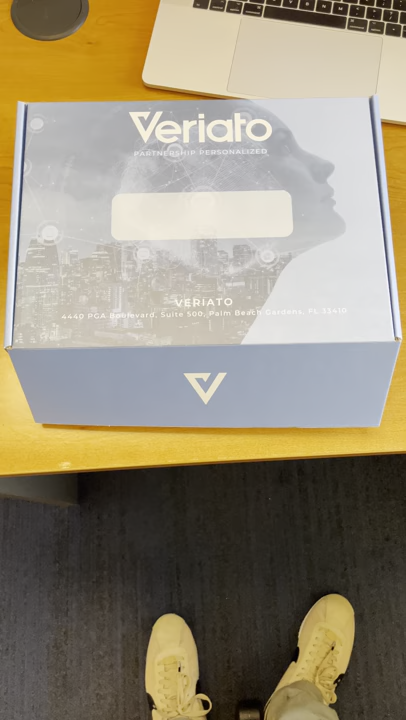 Veriato
PARTNERSHIP PERSONALIZED
VERIATO
4440 PGA Boulevard, Suite 500, Palm Beach Gardens, FL 33410